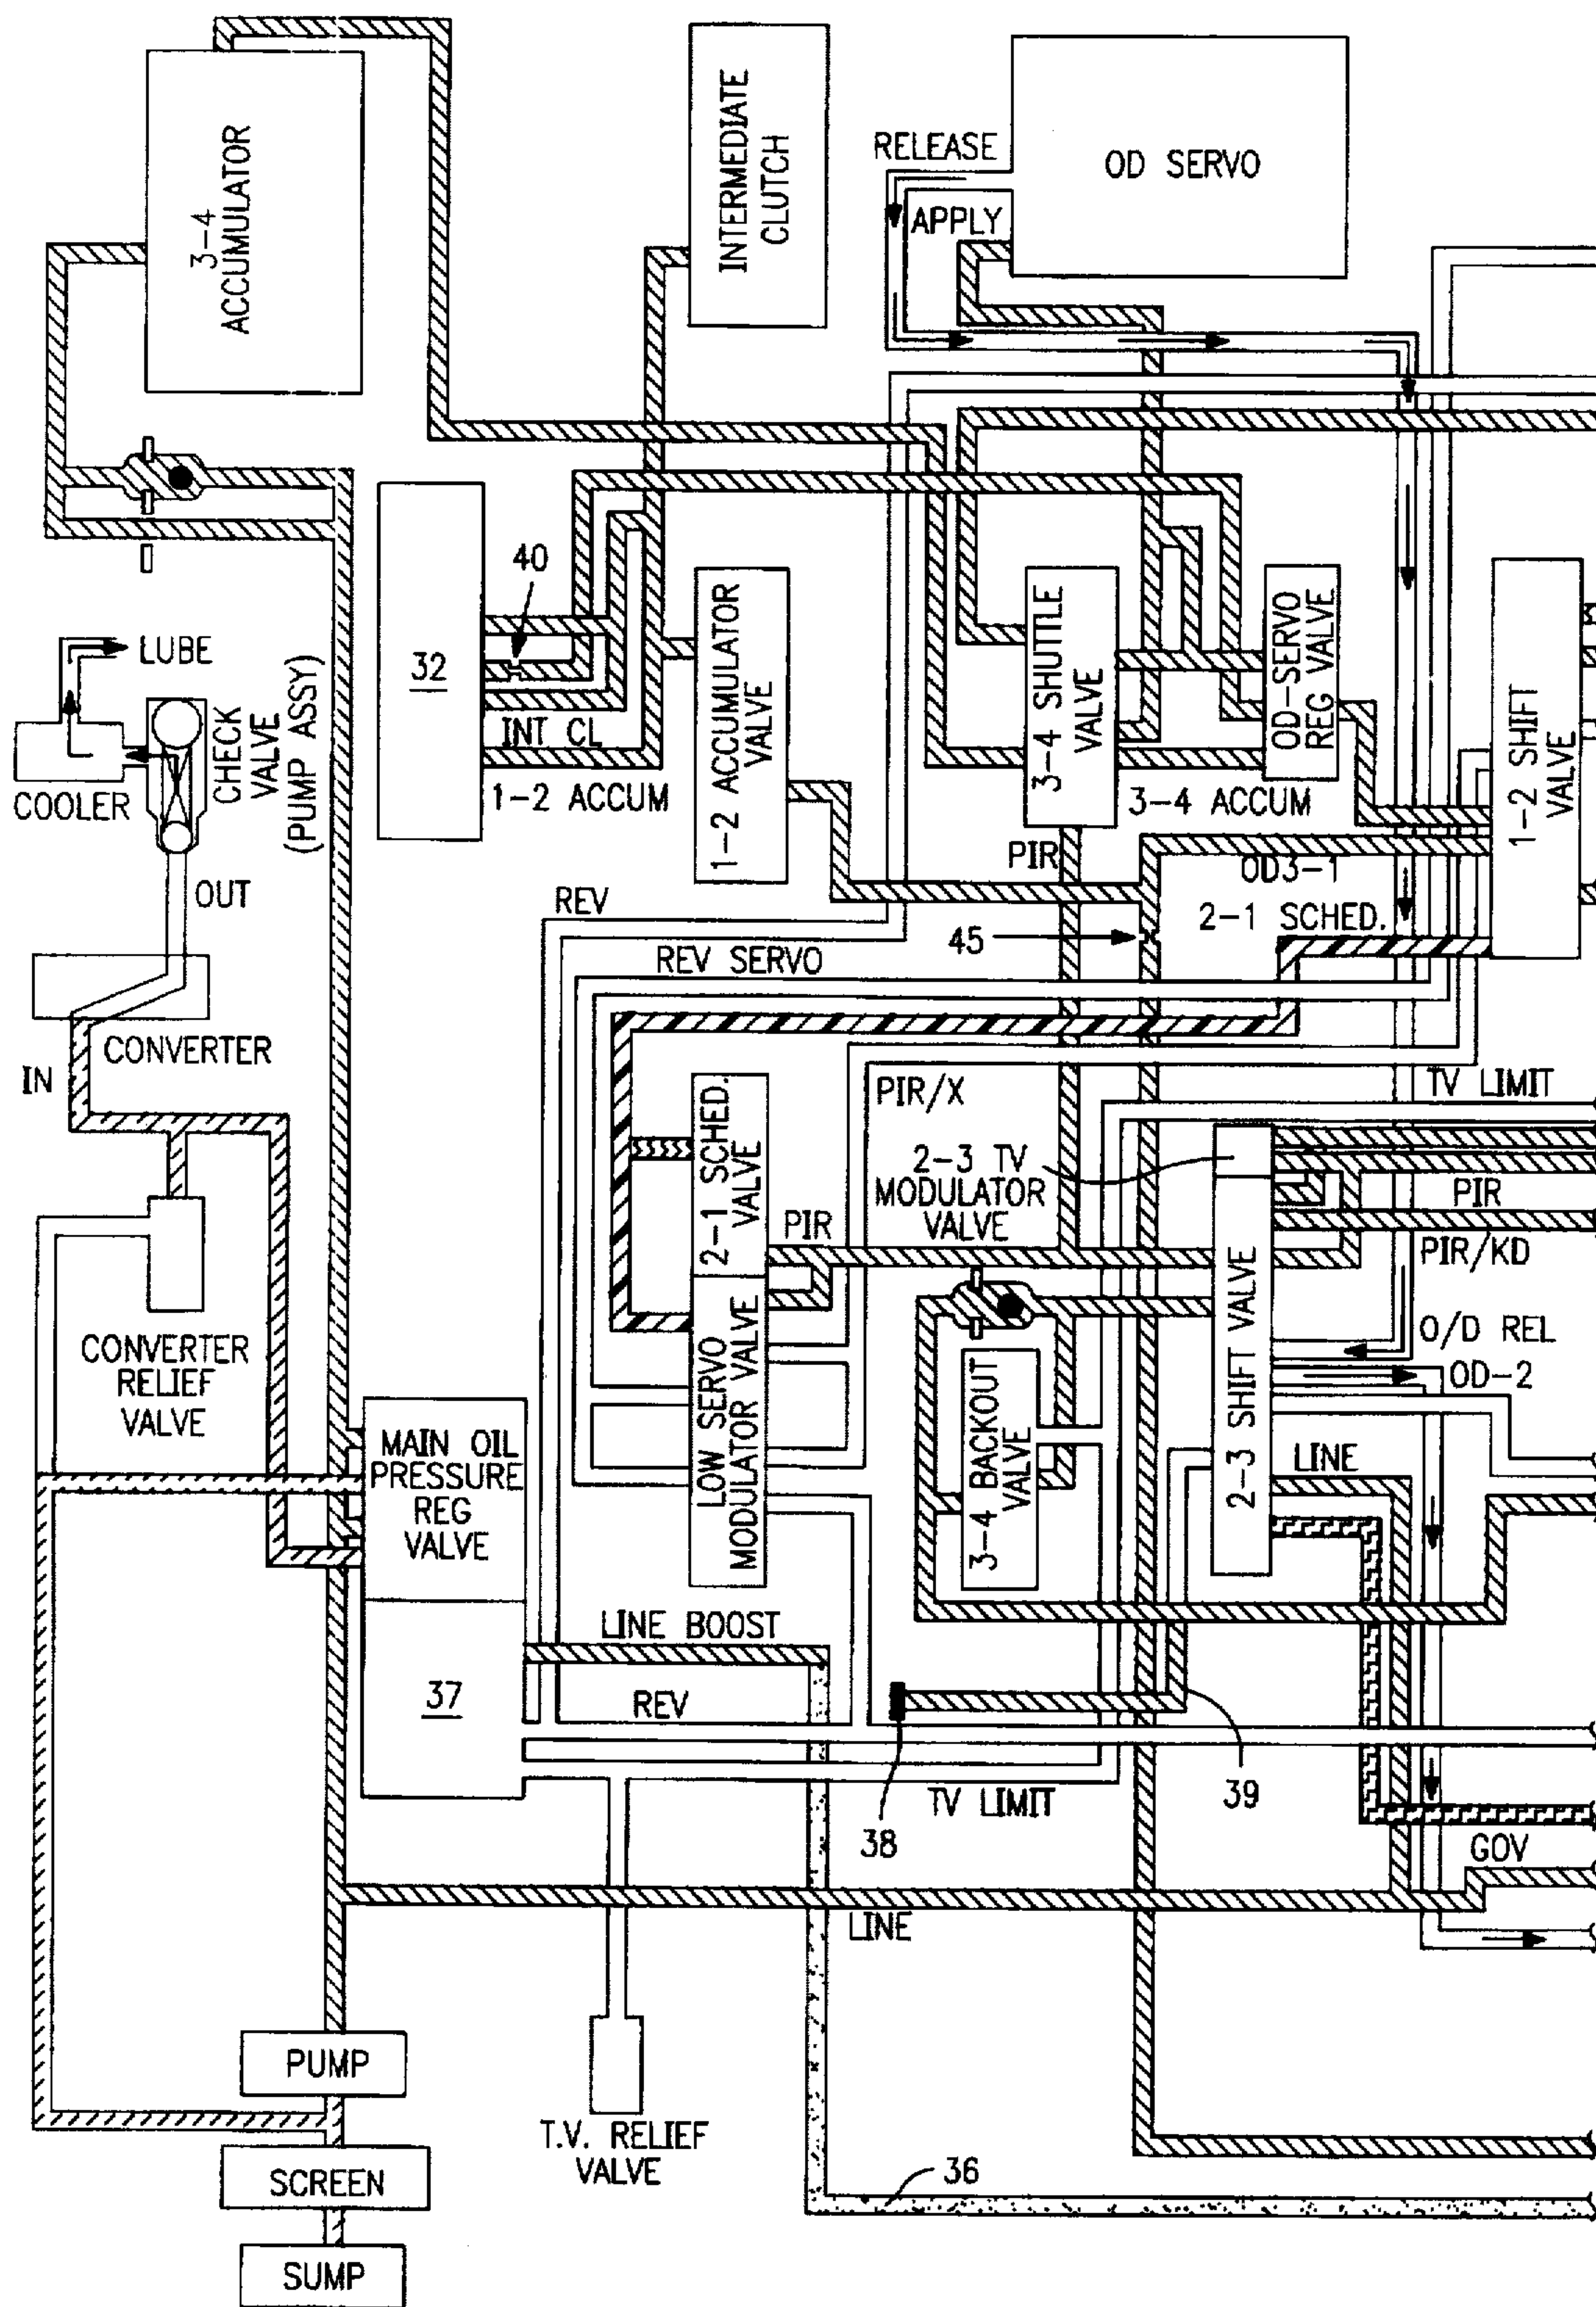 3-4
ACCUMULATOR
INTERMEDIATE
CLUTCH
RELEASE
OD SERVO
APPLY
40
32
LUBE
CHECK
VALVE
(PUMP ASSY)
COOLER
INT CL
1-2 ACCUM
1-2 ACCUMULATOR
VALVE
3-4 SHUTTLE
VALVE
OD-SERVO
REG VALVE
3-4 ACCUM
1-2 SHIFT
VALVE
PIR
OD3-1
OUT
REV
2-1 SCHED.
45
REV SERVO
CONVERTER
IN
PIR/X
TV LIMIT
2-1 SCHED.
VALVE
2-3 TV
MODULATOR
VALVE
PIR
PIR
PIR/KD
CONVERTER
RELIEF
VALVE
O/D REL
OD-2
LOW SERVO
MODULATOR VALVE
3-4 BACKOUT
VALVE
2-3 SHIFT VALVE
MAIN OIL
PRESSURE
REG
VALVE
LINE
LINE BOOST
37
REV
TV LIMIT
38
39
GOV
LINE
PUMP
T.V. RELIEF
VALVE
36
SCREEN
SUMP